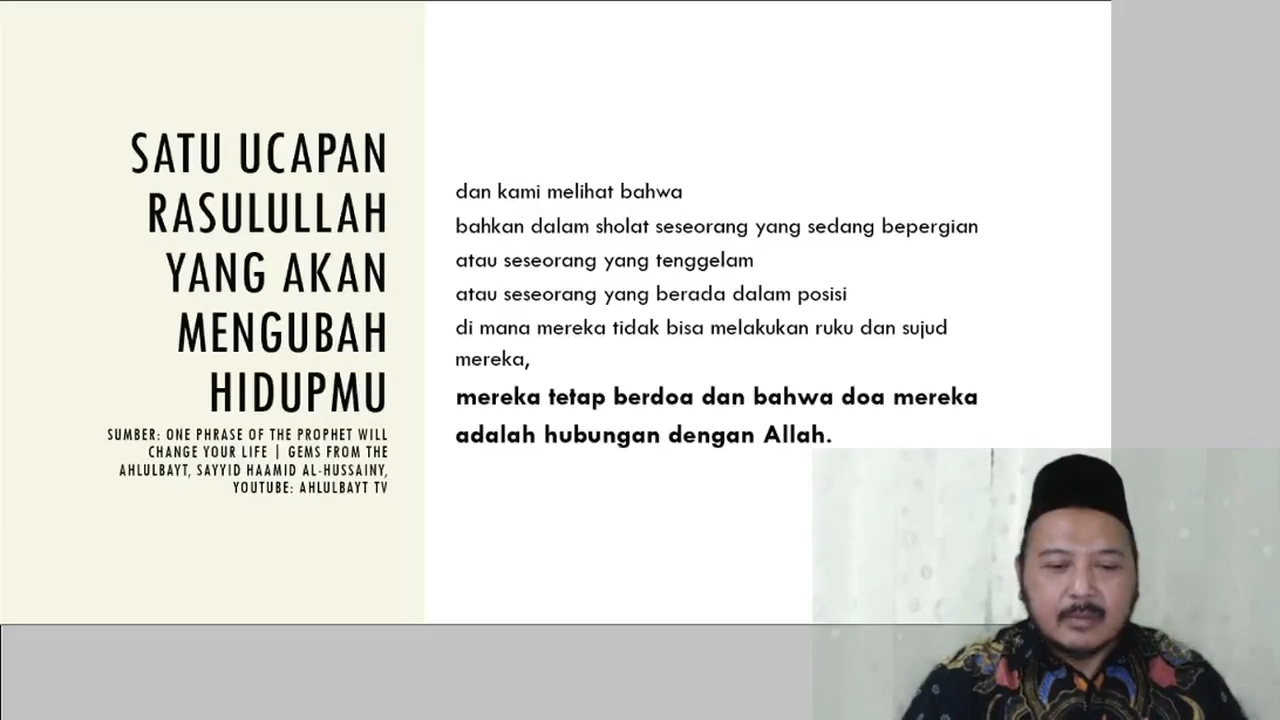 SATU UCAPAN
RASULULLAH
YANG AKAN
MENGUBAH
HIDUPMU
SUMBER: ONE PHRASE OF THE PROPHET WILL
CHANGE YOUR LIFE | GEMS FROM THE
AHLULBAYT, SAYYID HAAMID AL-HUSSAINY,
YOUTUBE: AHLULBAYT TV
dan kami melihat bahwa
bahkan dalam sholat seseorang yang sedang bepergian
atau seseorang yang tenggelam
atau seseorang yang berada dalam posisi
di mana mereka tidak bisa melakukan ruku dan sujud
mereka,
mereka tetap berdoa dan bahwa doa mereka
adalah hubungan dengan Allah.